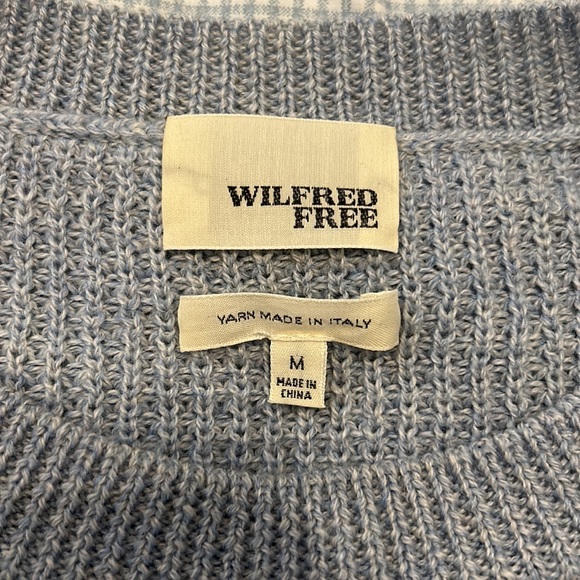 WILFRED
FREE
YARN MADE IN ITALY
M
MADE IN
CHINA